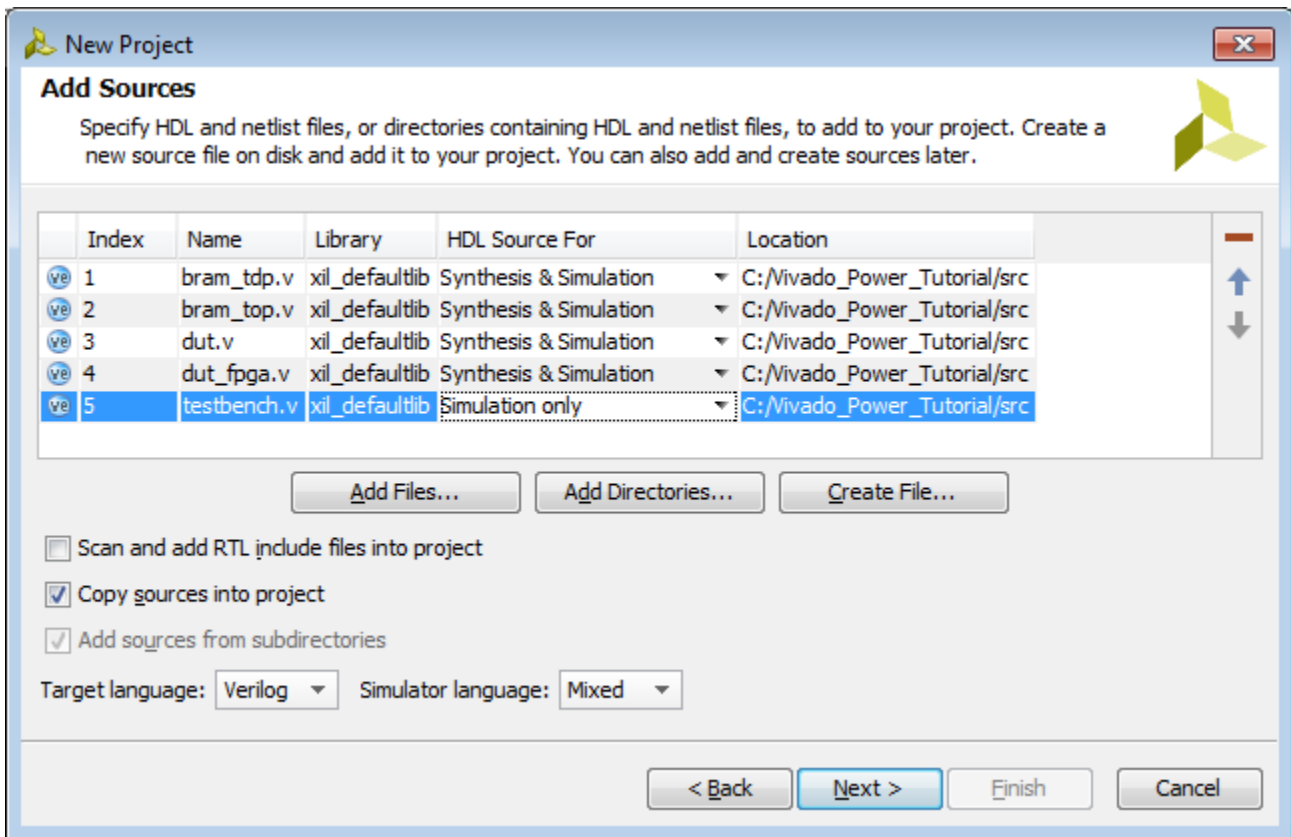 New Project
Add Sources
Specify HDL and netlist files, or directories containing HDL and netlist files, to add to your project. Create a
new source file on disk and add it to your project. You can also add and create sources later.
Index Name Library HDL Source For Location
ve 1 bram_tdp.v xil_defaultlib Synthesis & Simulation C:/Vivado_Power_Tutorial/src
ve 2 bram_top.v xil_defaultlib Synthesis & Simulation C:/Vivado_Power_Tutorial/src
ve 3 dut.v xil_defaultlib Synthesis & Simulation C:/Vivado_Power_Tutorial/src
ve 4 dut_fpga.v xil_defaultlib Synthesis & Simulation C:/Vivado_Power_Tutorial/src
ve 5 testbench.v xil_defaultlib Simulation only C:/Vivado_Power_Tutorial/src
Add Files... Add Directories... Create File...
Scan and add RTL include files into project
Copy sources into project
Add sources from subdirectories
Target language: Verilog Simulator language: Mixed
< Back Next > Finish Cancel